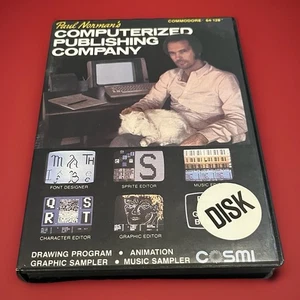 Paul Norman's
COMPUTERIZED
PUBLISHING
COMPANY
COMMODORE 64 128
FONT DESIGNER
SPRITE EDITOR
MUSIC E
CHARACTER EDITOR
GRAPHIC EDITOR
DISK
DRAWING PROGRAM • ANIMATION
GRAPHIC SAMPLER • MUSIC SAMPLER
COSMI